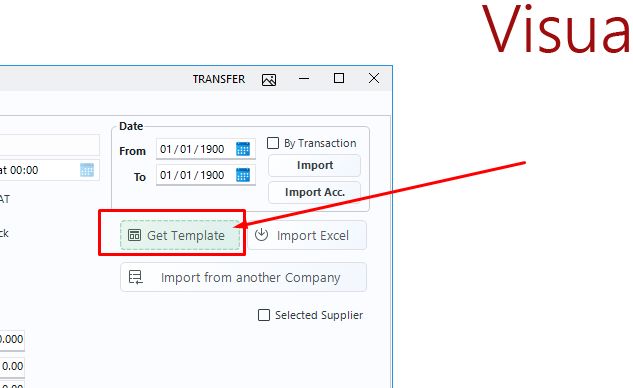 Visua
TRANSFER
Date
From 01/01/1900 By Transaction
at 00:00 To 01/01/1900 Import
AT Import Acc.
ck Get Template Import Excel
Import from another Company
Selected Supplier
0.000
0.00
0.00